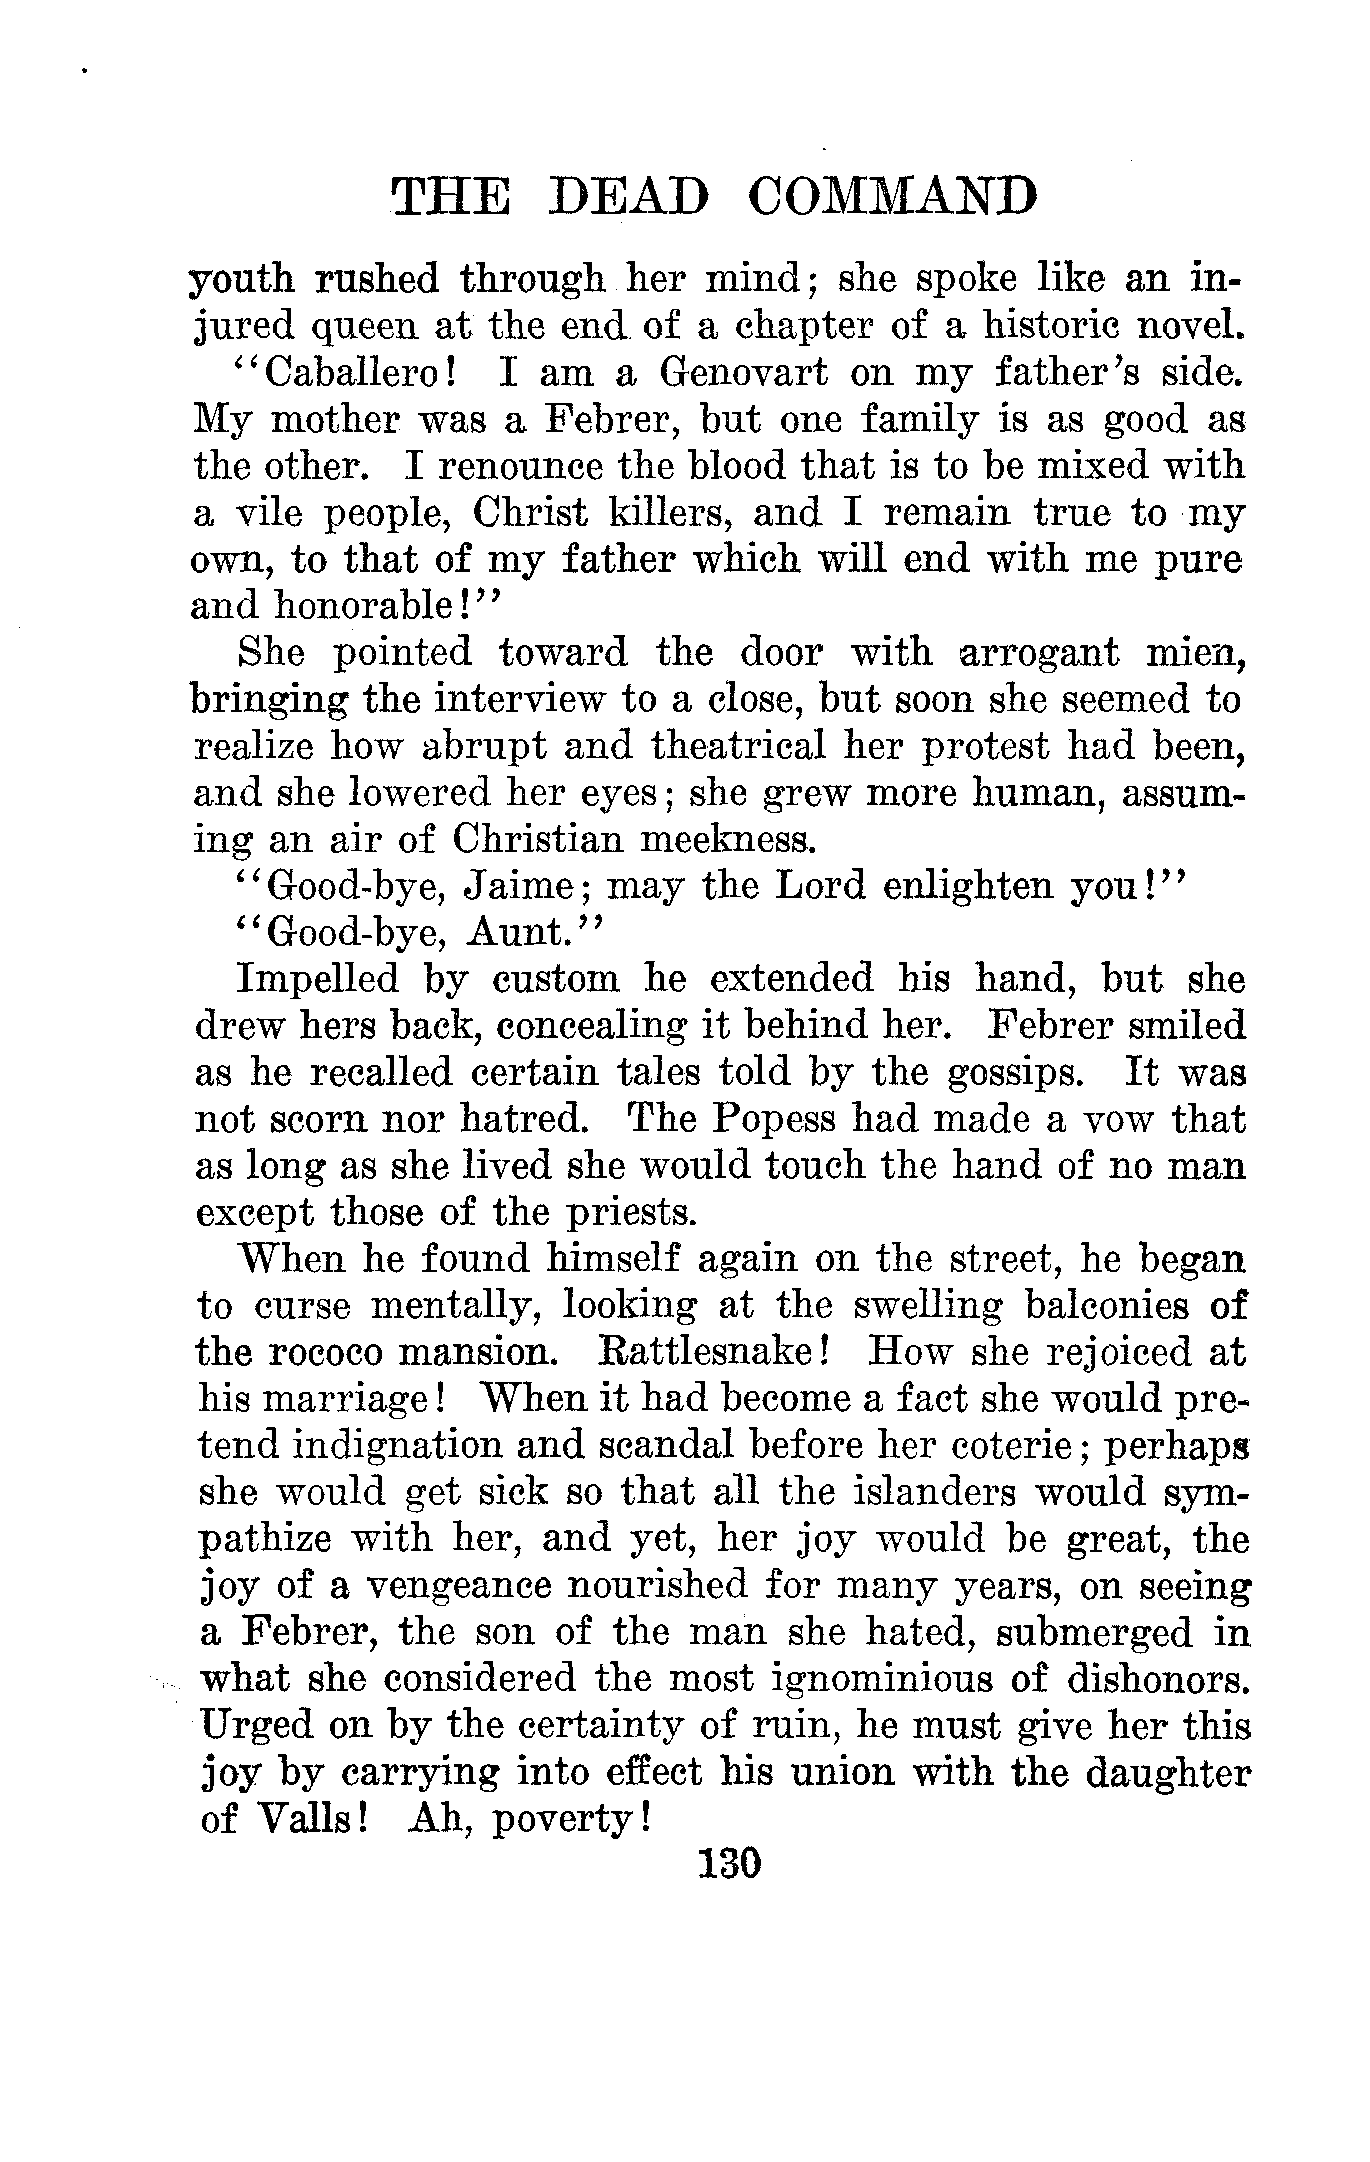 THE DEAD COMMAND
youth rushed through her mind; she spoke like an in-
jured queen at the end of a chapter of a historic novel.
“Caballero! I am a Genovart on my father’s side.
My mother was a Febrer, but one family is as good as
the other. I renounce the blood that is to be mixed with
a vile people, Christ killers, and I remain true to my
own, to that of my father which will end with me pure
and honorable!”
She pointed toward the door with arrogant mien,
bringing the interview to a close, but soon she seemed to
realize how abrupt and theatrical her protest had been,
and she lowered her eyes; she grew more human, assum-
ing an air of Christian meekness.
“Good-bye, Jaime; may the Lord enlighten you!”
“Good-bye, Aunt.”
Impelled by custom he extended his hand, but she
drew hers back, concealing it behind her. Febrer smiled
as he recalled certain tales told by the gossips. It was
not scorn nor hatred. The Popess had made a vow that
as long as she lived she would touch the hand of no man
except those of the priests.
When he found himself again on the street, he began
to curse mentally, looking at the swelling balconies of
the rococo mansion. Rattlesnake! How she rejoiced at
his marriage! When it had become a fact she would pre-
tend indignation and scandal before her coterie; perhaps
she would get sick so that all the islanders would sym-
pathize with her, and yet, her joy would be great, the
joy of a vengeance nourished for many years, on seeing
a Febrer, the son of the man she hated, submerged in
what she considered the most ignominious of dishonors.
Urged on by the certainty of ruin, he must give her this
joy by carrying into effect his union with the daughter
of Valls! Ah, poverty!
130